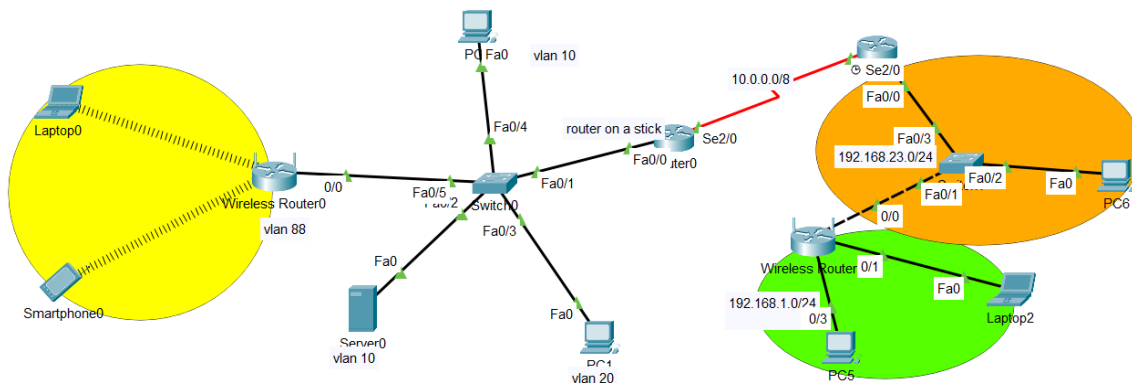 PC Fa0
vlan 10
Fa0/4
Laptop0
0/0
Wireless Router0
vlan 88
Smartphone0
Fa0/5
Fa0/2
Switch0
Fa0/1
Fa0/3
Fa0
Server0
vlan 10
Fa0
PC1
vlan 20
router on a stick
Fa0/0
uter0
Se2/0
10.0.0.0/8
Se2/0
Fa0/0
Fa0/3
192.168.23.0/24
Fa0/2
Fa0/1
Fa0
PC6
0/0
Wireless Router
0/1
Fa0
Laptop2
192.168.1.0/24
0/3
PC5